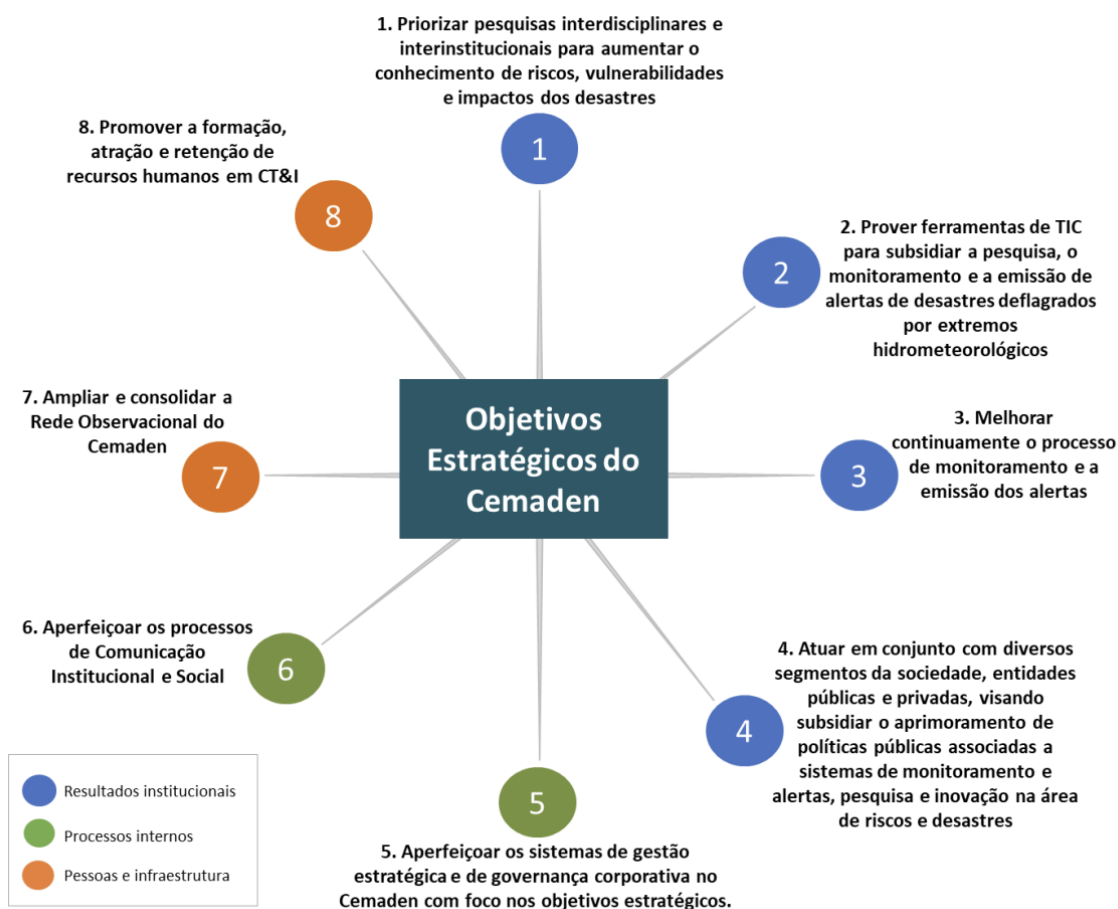 1. Priorizar pesquisas interdisciplinares e
interinstitucionais para aumentar o
conhecimento de riscos, vulnerabilidades
e impactos dos desastres
1
8. Promover a formação,
atração e retenção de
recursos humanos em CT&I
8
2. Prover ferramentas de TIC
para subsidiar a pesquisa, o
monitoramento e a emissão de
alertas de desastres deflagrados
por extremos
hidrometeorológicos
2
Objetivos
Estratégicos do
Cemaden
7. Ampliar e consolidar a
Rede Observacional do
Cemaden
7
3. Melhorar
continuamente o processo
de monitoramento e a
emissão dos alertas
3
6. Aperfeiçoar os processos
de Comunicação
Institucional e Social
6
4. Atuar em conjunto com diversos
segmentos da sociedade, entidades
públicas e privadas, visando
subsidiar o aprimoramento de
políticas públicas associadas a
sistemas de monitoramento e
alertas, pesquisa e inovação na área
de riscos e desastres
4
5
5. Aperfeiçoar os sistemas de gestão
estratégica e de governança corporativa no
Cemaden com foco nos objetivos estratégicos.
Resultados institucionais
Processos internos
Pessoas e infraestrutura